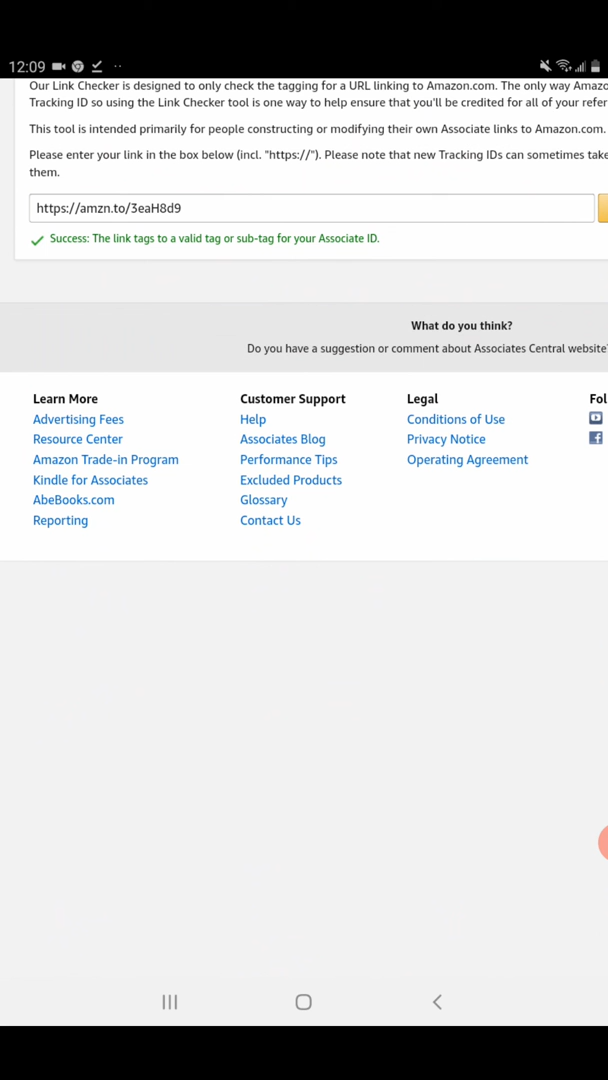 12:09
Our Link Checker is designed to only check the tagging for a URL linking to Amazon.com. The only way
Tracking ID so using the Link Checker tool is one way to help ensure that you'll be credited for all of your
This tool is intended primarily for people constructing or modifying their own Associate links to Amazon.com.
Please enter your link in the box below (incl. "https://"). Please note that new Tracking IDs can sometimes take
them.
https://amzn.to/3eaH8d9
Success: The link tags to a valid tag or sub-tag for your Associate ID.
What do you think?
Do you have a suggestion or comment about Associates Central website?
Learn More
Customer Support
Legal
Fol
Advertising Fees
Help
Conditions of Use
Resource Center
Associates Blog
Privacy Notice
Amazon Trade-in Program
Performance Tips
Operating Agreement
Kindle for Associates
Excluded Products
AbeBooks.com
Glossary
Reporting
Contact Us